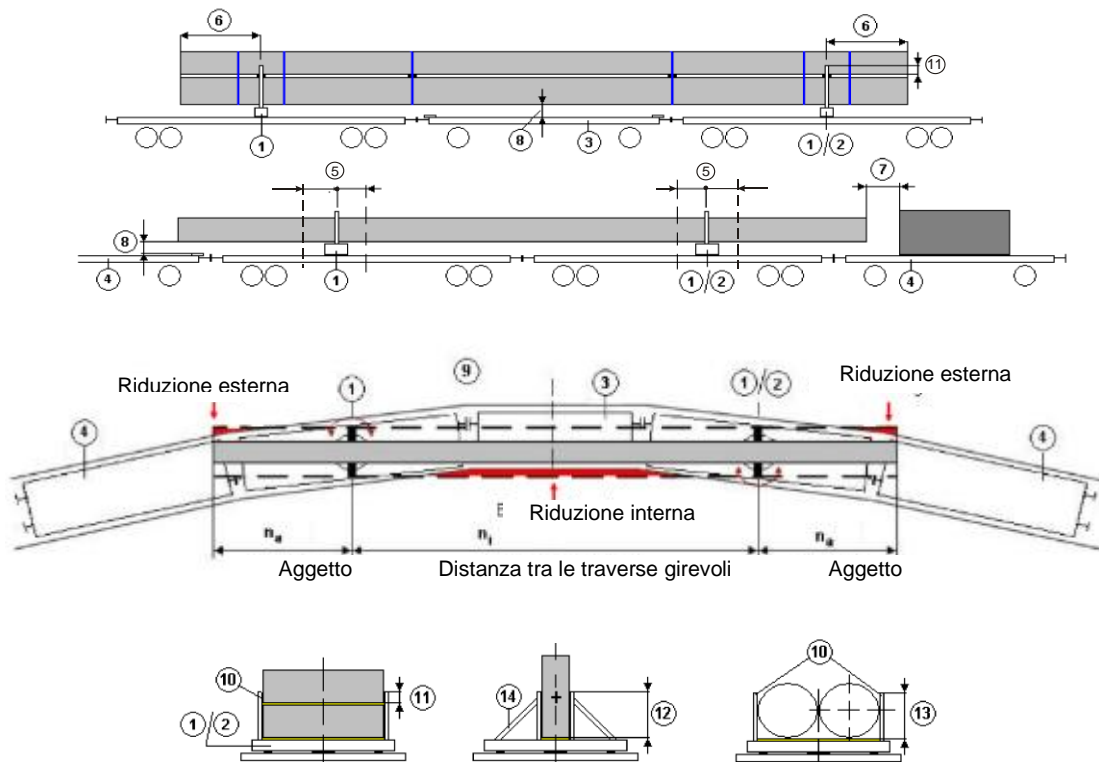 6 6
11
8
1 3 1 / 2
5 5 7
8
4 1 1 / 2 4
9
Riduzione esterna 1 3 1 / 2 Riduzione esterna
4 4
Riduzione interna
na ni na
Aggetto Distanza tra le traverse girevoli Aggetto
10 11 14 12 10 13
1 / 2